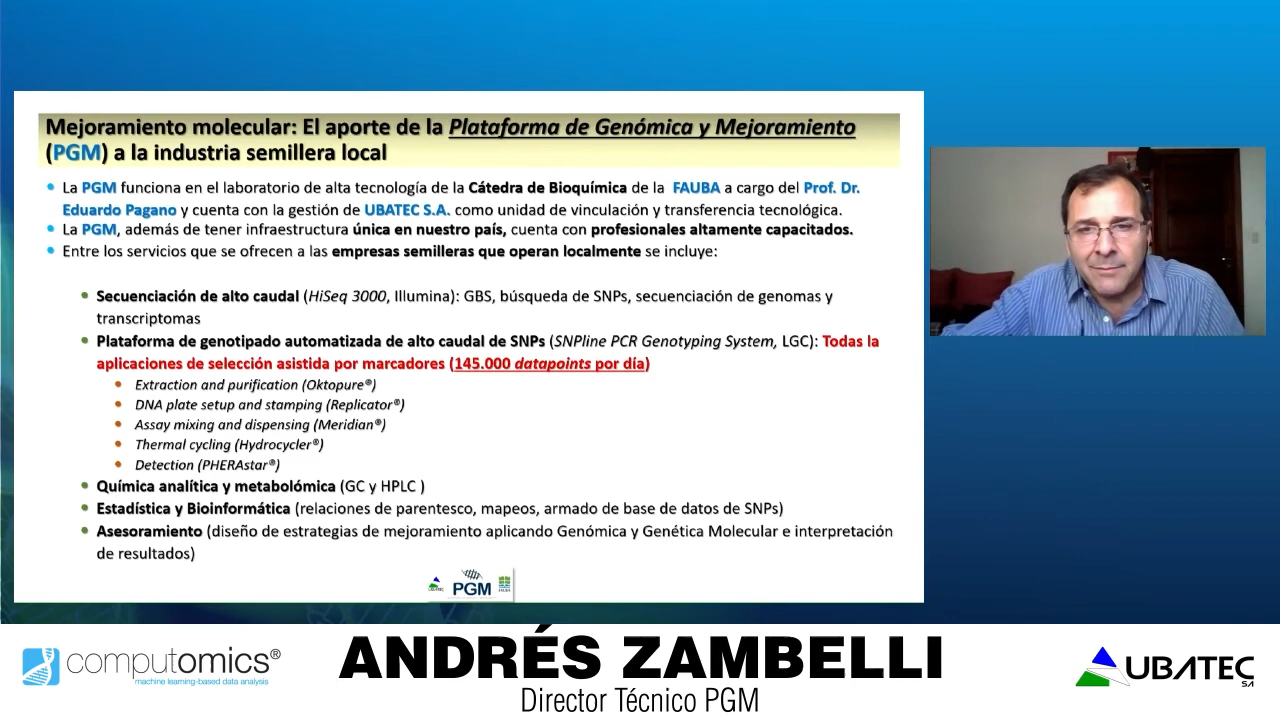 Mejoramiento molecular: El aporte de la Plataforma de Genómica y Mejoramiento
(PGM) a la industria semillera local
• La PGM funciona en el laboratorio de alta tecnología de la Cátedra de Bioquímica de la FAUBA a cargo del Prof. Dr.
Eduardo Pagano y cuenta con la gestión de UBATEC S.A. como unidad de vinculación y transferencia tecnológica.
• La PGM, además de tener infraestructura única en nuestro país, cuenta con profesionales altamente capacitados.
• Entre los servicios que se ofrecen a las empresas semilleras que operan localmente se incluye:
• Secuenciación de alto caudal (HiSeq 3000, Illumina): GBS, búsqueda de SNPs, secuenciación de genomas y
transcriptomas
• Plataforma de genotipado automatizada de alto caudal de SNPs (SNPline PCR Genotyping System, LGC): Todas la
aplicaciones de selección asistida por marcadores (145.000 datapoints por día)
• Extraction and purification (Oktopure®)
• DNA plate setup and stamping (Replicator®)
• Assay mixing and dispensing (Meridian®)
• Thermal cycling (Hydrocycler®)
• Detection (PHERAstar®)
• Química analítica y metabolómica (GC y HPLC )
• Estadística y Bioinformática (relaciones de parentesco, mapeos, armado de base de datos de SNPs)
• Asesoramiento (diseño de estrategias de mejoramiento aplicando Genómica y Genética Molecular e interpretación
de resultados)
UBATEC PGM FAUBA
computomics®
machine learning-based data analysis
ANDRÉS ZAMBELLI
Director Técnico PGM
UBATEC
SA